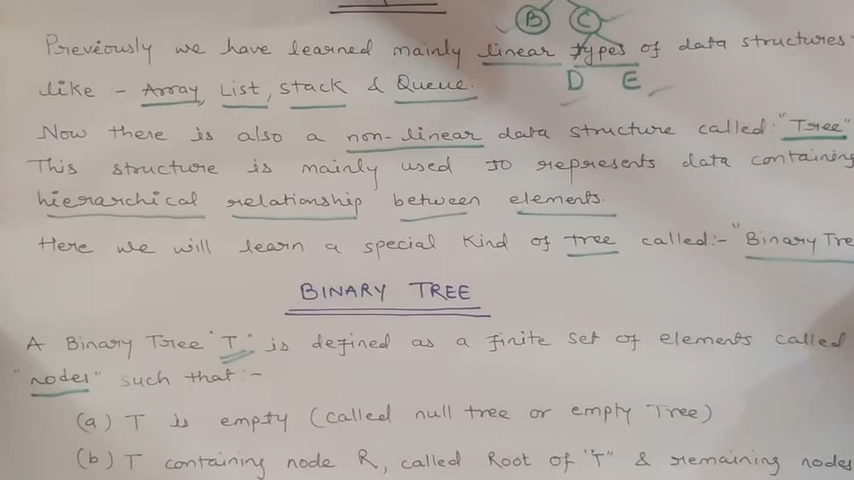 B C
Previously we have learned mainly linear types of data structures
like :- Array, List, Stack & Queue.
D E
Now there is also a non-linear data structure called:- "Tree"
This structure is mainly used to represents data containing
hierarchical relationship between elements.
Here we will learn a special kind of tree called:- "Binary Tre
BINARY TREE
A Binary Tree "T" is defined as a finite set of elements called
"nodes" such that :-
(a) T is empty (called null tree or empty Tree)
(b) T containing node R, called Root of "T" & remaining nodes